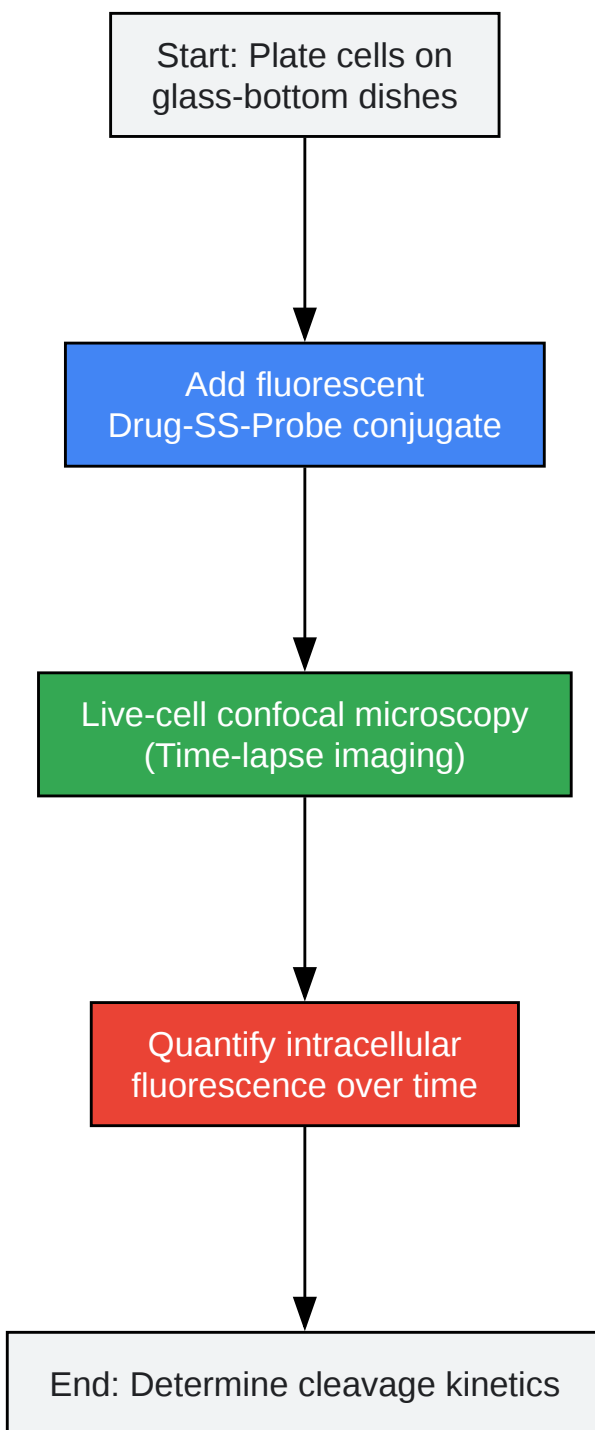 Start: Plate cells on
glass-bottom dishes
Add fluorescent
Drug-SS-Probe conjugate
Live-cell confocal microscopy
(Time-lapse imaging)
Quantify intracellular
fluorescence over time
End: Determine cleavage kinetics